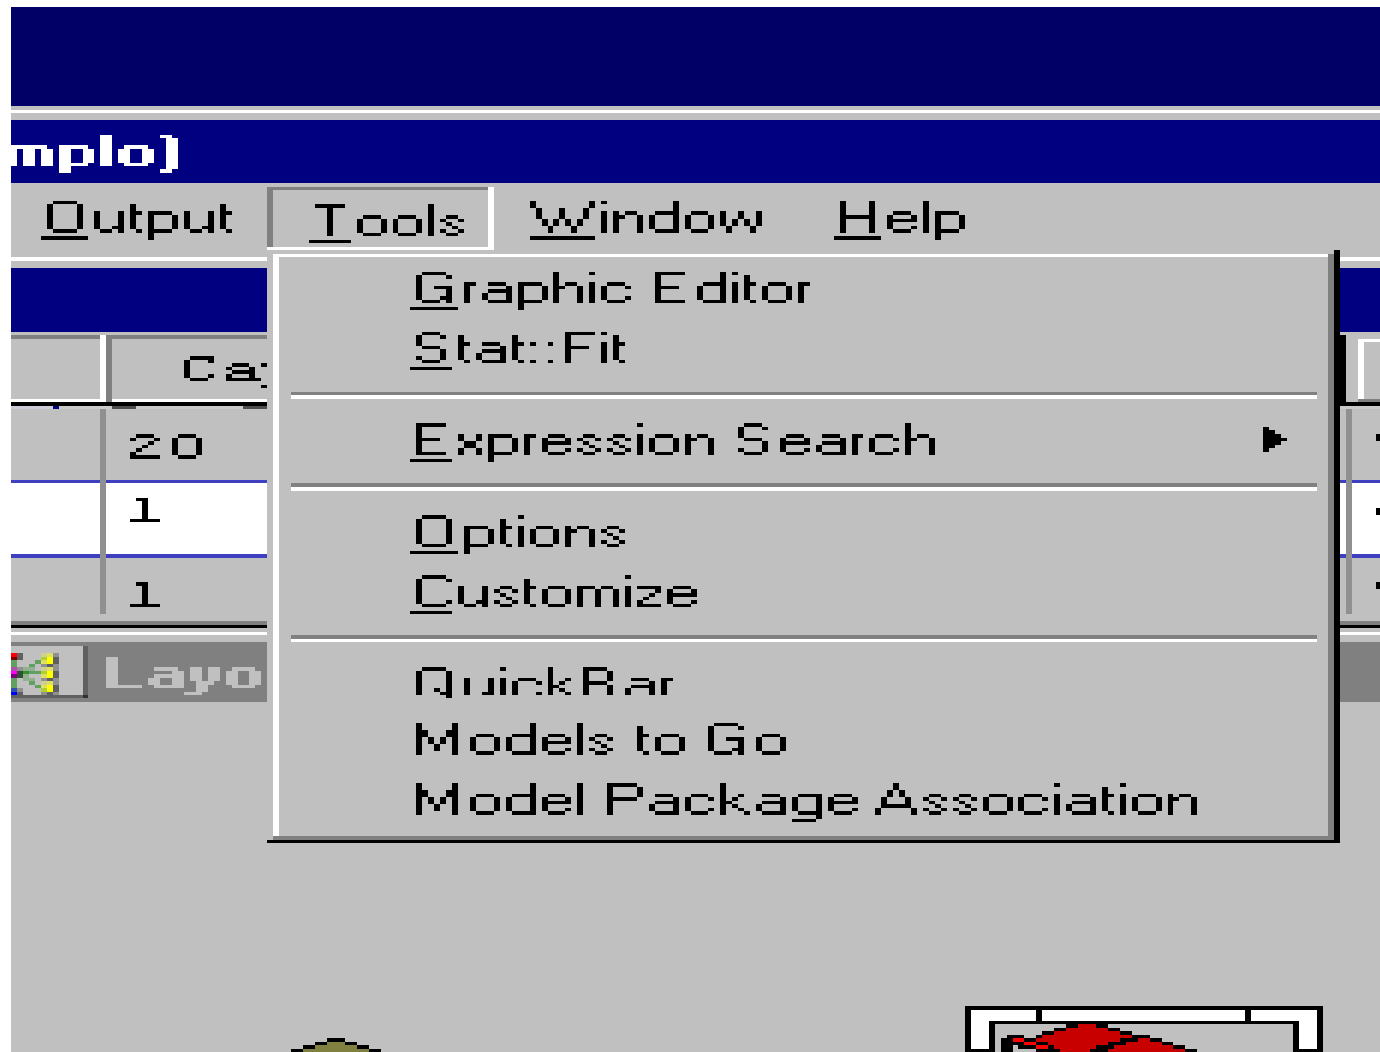 mplo)
Output Tools Window Help
Graphic Editor
Stat::Fit
20
Expression Search
1
Options
1
Customize
Layo
QuickBar
Models to Go
Model Package Association